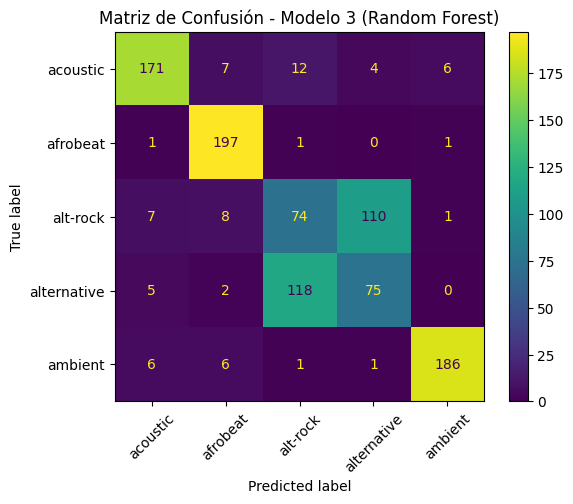 Matriz de Confusión - Modelo 3 (Random Forest)
acoustic 171 7 12 4 6
afrobeat 1 197 1 0 1
alt-rock 7 8 74 110 1
alternative 5 2 118 75 0
ambient 6 6 1 1 186
True label
acoustic afrobeat alt-rock alternative ambient
Predicted label
175
150
125
100
75
50
25
0